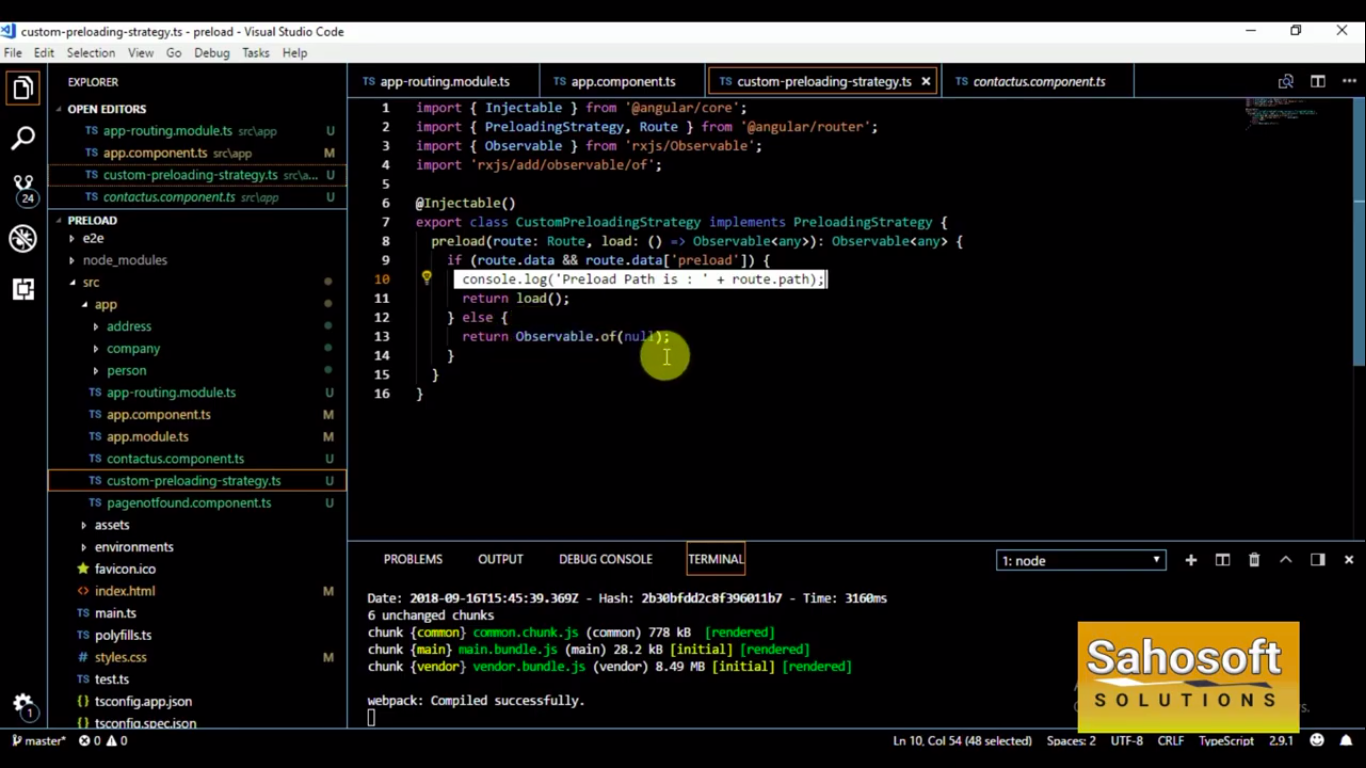 custom-preloading-strategy.ts - preload - Visual Studio Code
File Edit Selection View Go Debug Tasks Help
EXPLORER
OPEN EDITORS
TS app-routing.module.ts src\app U
TS app.component.ts src\app M
TS custom-preloading-strategy.ts src\a... U
TS contactus.component.ts src\app U
24
PRELOAD
e2e
node_modules
src
app
address
company
person
TS app-routing.module.ts U
TS app.component.ts M
TS app.module.ts M
TS contactus.component.ts U
TS custom-preloading-strategy.ts U
TS pagenotfound.component.ts U
assets
environments
favicon.ico
<> index.html M
TS main.ts
TS polyfills.ts
# styles.css M
TS test.ts
{} tsconfig.app.json
{} tsconfig.spec.json
1
TS app-routing.module.ts TS app.component.ts TS custom-preloading-strategy.ts × TS contactus.component.ts
1 import { Injectable } from '@angular/core';
2 import { PreloadingStrategy, Route } from '@angular/router';
3 import { Observable } from 'rxjs/Observable';
4 import 'rxjs/add/observable/of';
5
6 @Injectable()
7 export class CustomPreloadingStrategy implements PreloadingStrategy {
8 preload(route: Route, load: () => Observable<any>): Observable<any> {
9 if (route.data && route.data['preload']) {
10 console.log('Preload Path is : ' + route.path);
11 return load();
12 } else {
13 return Observable.of(null);
14 }
15 }
16 }
PROBLEMS OUTPUT DEBUG CONSOLE TERMINAL 1: node
Date: 2018-09-16T15:45:39.369Z - Hash: 2b30bfdd2c8f396011b7 - Time: 3160ms
6 unchanged chunks
chunk {common} common.chunk.js (common) 778 kB [rendered]
chunk {main} main.bundle.js (main) 28.2 kB [initial] [rendered]
chunk {vendor} vendor.bundle.js (vendor) 8.49 MB [initial] [rendered]
webpack: Compiled successfully.
Sahosoft
SOLUTIONS
master* 0 0 Ln 10, Col 54 (48 selected) Spaces: 2 UTF-8 CRLF TypeScript 2.9.1